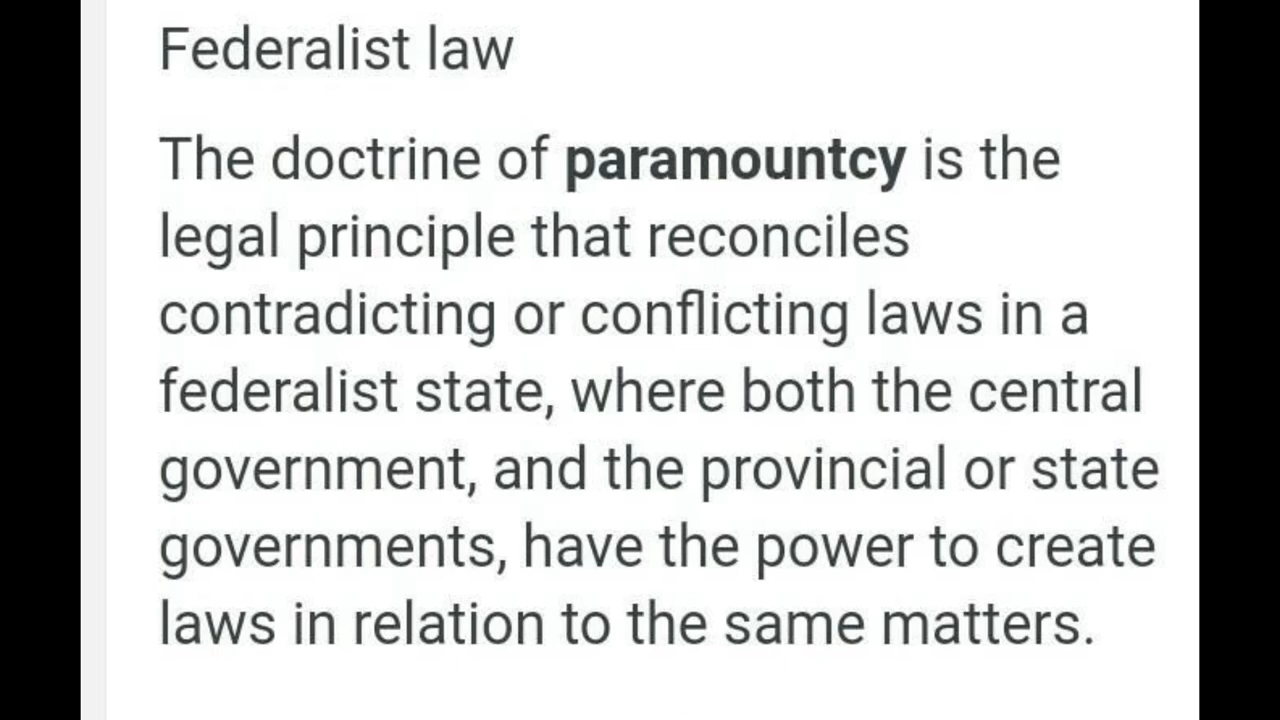 Federalist law
The doctrine of paramountcy is the
legal principle that reconciles
contradicting or conflicting laws in a
federalist state, where both the central
government, and the provincial or state
governments, have the power to create
laws in relation to the same matters.